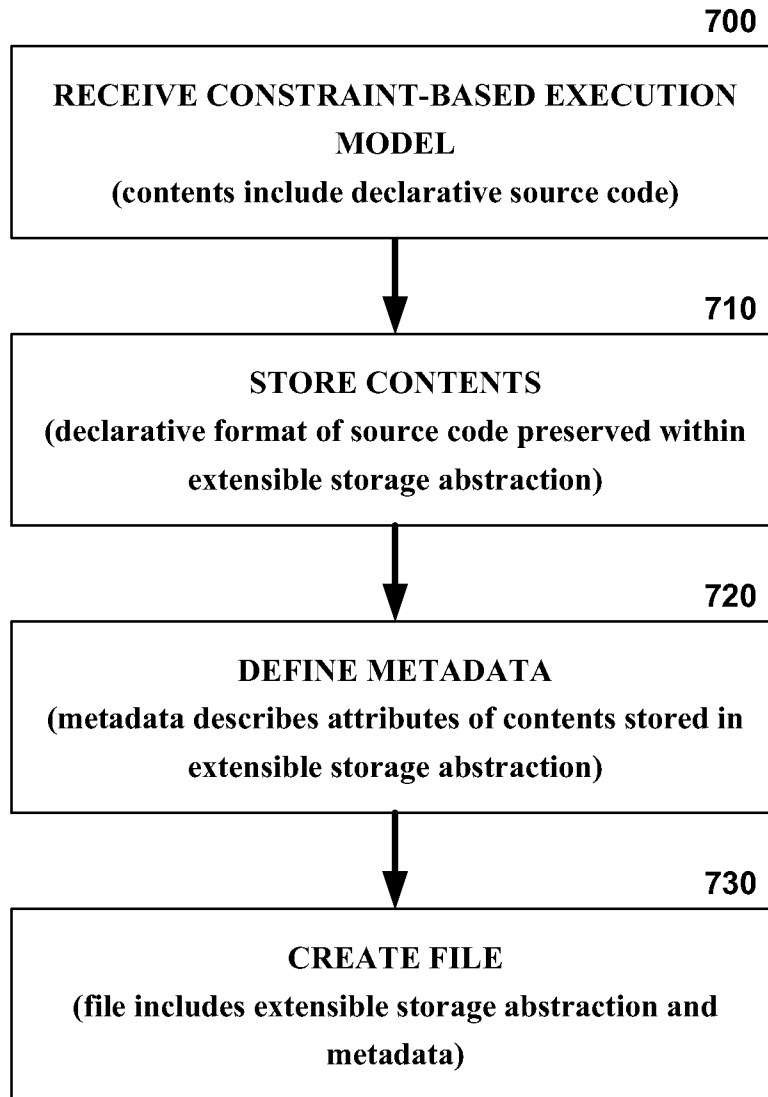 700
RECEIVE CONSTRAINT-BASED EXECUTION
MODEL
(contents include declarative source code)
710
STORE CONTENTS
(declarative format of source code preserved within
extensible storage abstraction)
720
DEFINE METADATA
(metadata describes attributes of contents stored in
extensible storage abstraction)
730
CREATE FILE
(file includes extensible storage abstraction and
metadata)